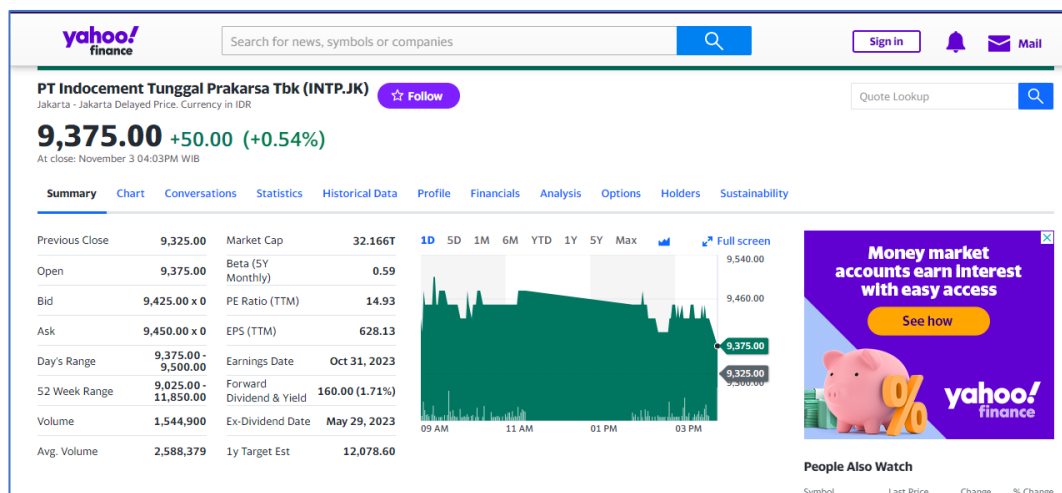 yahoo!
finance
Search for news, symbols or companies
Sign in
Mail
PT Indocement Tunggal Prakarsa Tbk (INTP.JK)
Follow
Jakarta - Jakarta Delayed Price. Currency in IDR
Quote Lookup
9,375.00 +50.00 (+0.54%)
At close: November 3 04:03PM WIB
Summary Chart Conversations Statistics Historical Data Profile Financials Analysis Options Holders Sustainability
Previous Close 9,325.00
Open 9,375.00
Bid 9,425.00 x 0
Ask 9,450.00 x 0
Day's Range 9,375.00 -
9,500.00
52 Week Range 9,025.00 -
11,850.00
Volume 1,544,900
Avg. Volume 2,588,379
Market Cap 32.166T
Beta (5Y
Monthly) 0.59
PE Ratio (TTM) 14.93
EPS (TTM) 628.13
Earnings Date Oct 31, 2023
Forward
Dividend & Yield 160.00 (1.71%)
Ex-Dividend Date May 29, 2023
1y Target Est 12,078.60
1D 5D 1M 6M YTD 1Y 5Y Max
Full screen
9,540.00
9,460.00
9,375.00
9,325.00
9,300.00
09 AM 11 AM 01 PM 03 PM
Money market
accounts earn interest
with easy access
See how
%
yahoo!
finance
People Also Watch
Symbol Last Price Change % Change